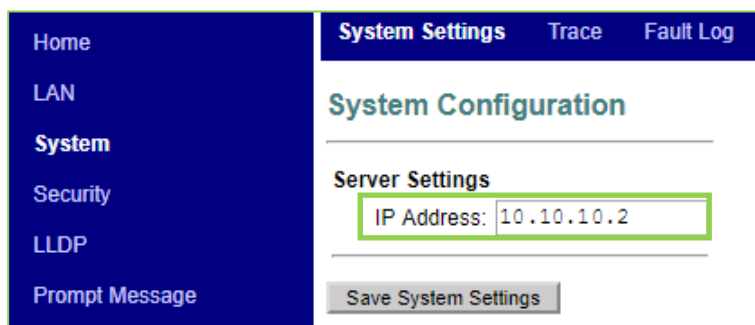 Home
LAN
System
Security
LLDP
Prompt Message
System Settings Trace Fault Log
System Configuration
Server Settings
IP Address: 10.10.10.2
Save System Settings